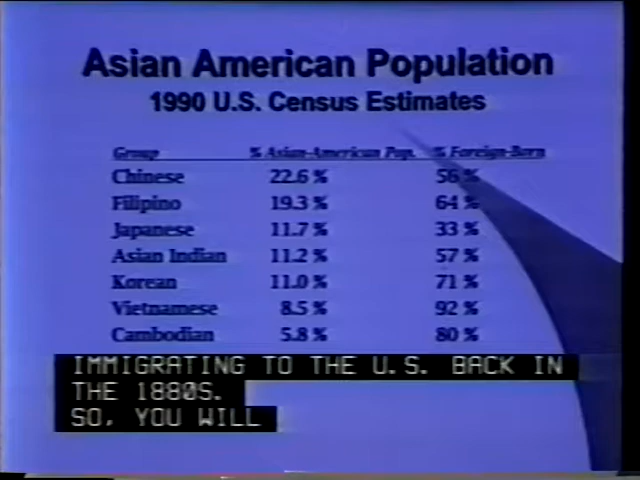 Asian American Population
1990 U.S. Census Estimates
Group % Asian-American Pop. % Foreign-Born
Chinese 22.6 % 56 %
Filipino 19.3 % 64 %
Japanese 11.7 % 33 %
Asian Indian 11.2 % 57 %
Korean 11.0 % 71 %
Vietnamese 8.5 % 92 %
Cambodian 5.8 % 80 %
IMMIGRATING TO THE U.S. BACK IN
THE 1880S.
SO, YOU WILL